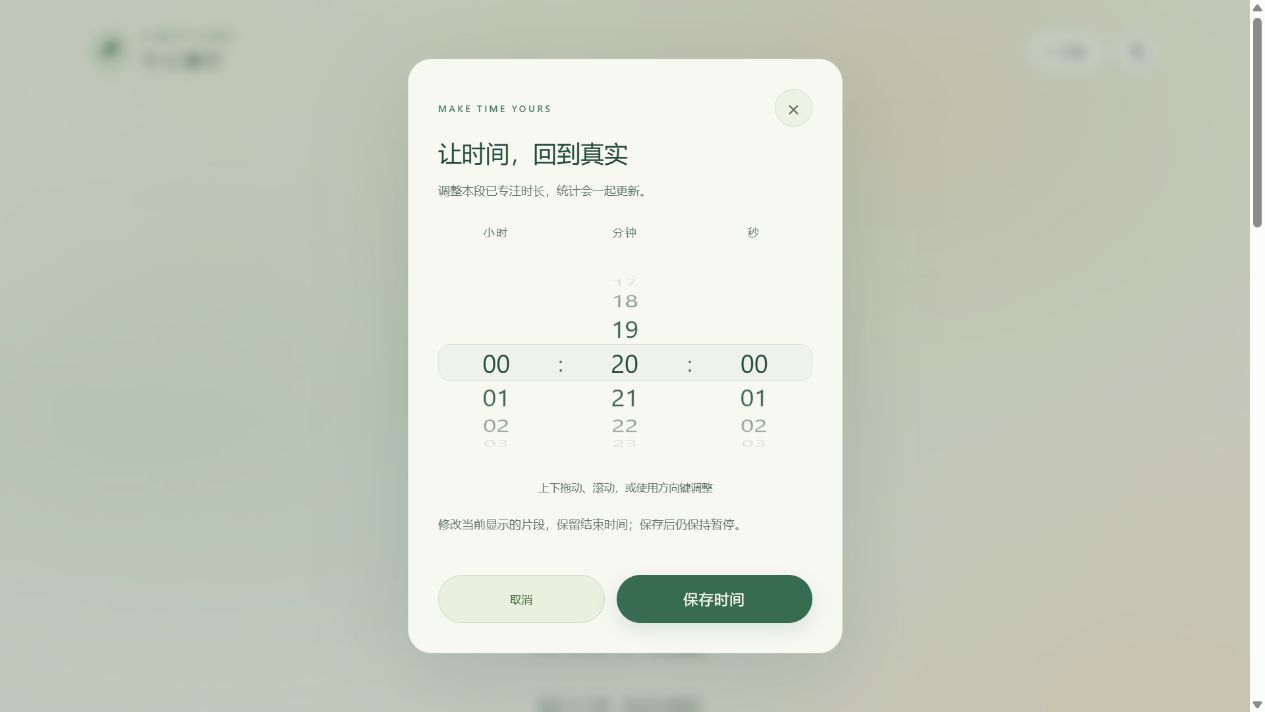 MAKE TIME YOURS
×
让时间，回到真实
调整本段已专注时长，统计会一起更新。
小时 分钟 秒
17
18
19
00 : 20 : 00
01 21 01
02 22 02
03 23 03
上下拖动、滚动，或使用方向键调整
修改当前显示的片段，保留结束时间；保存后仍保持暂停。
取消 保存时间